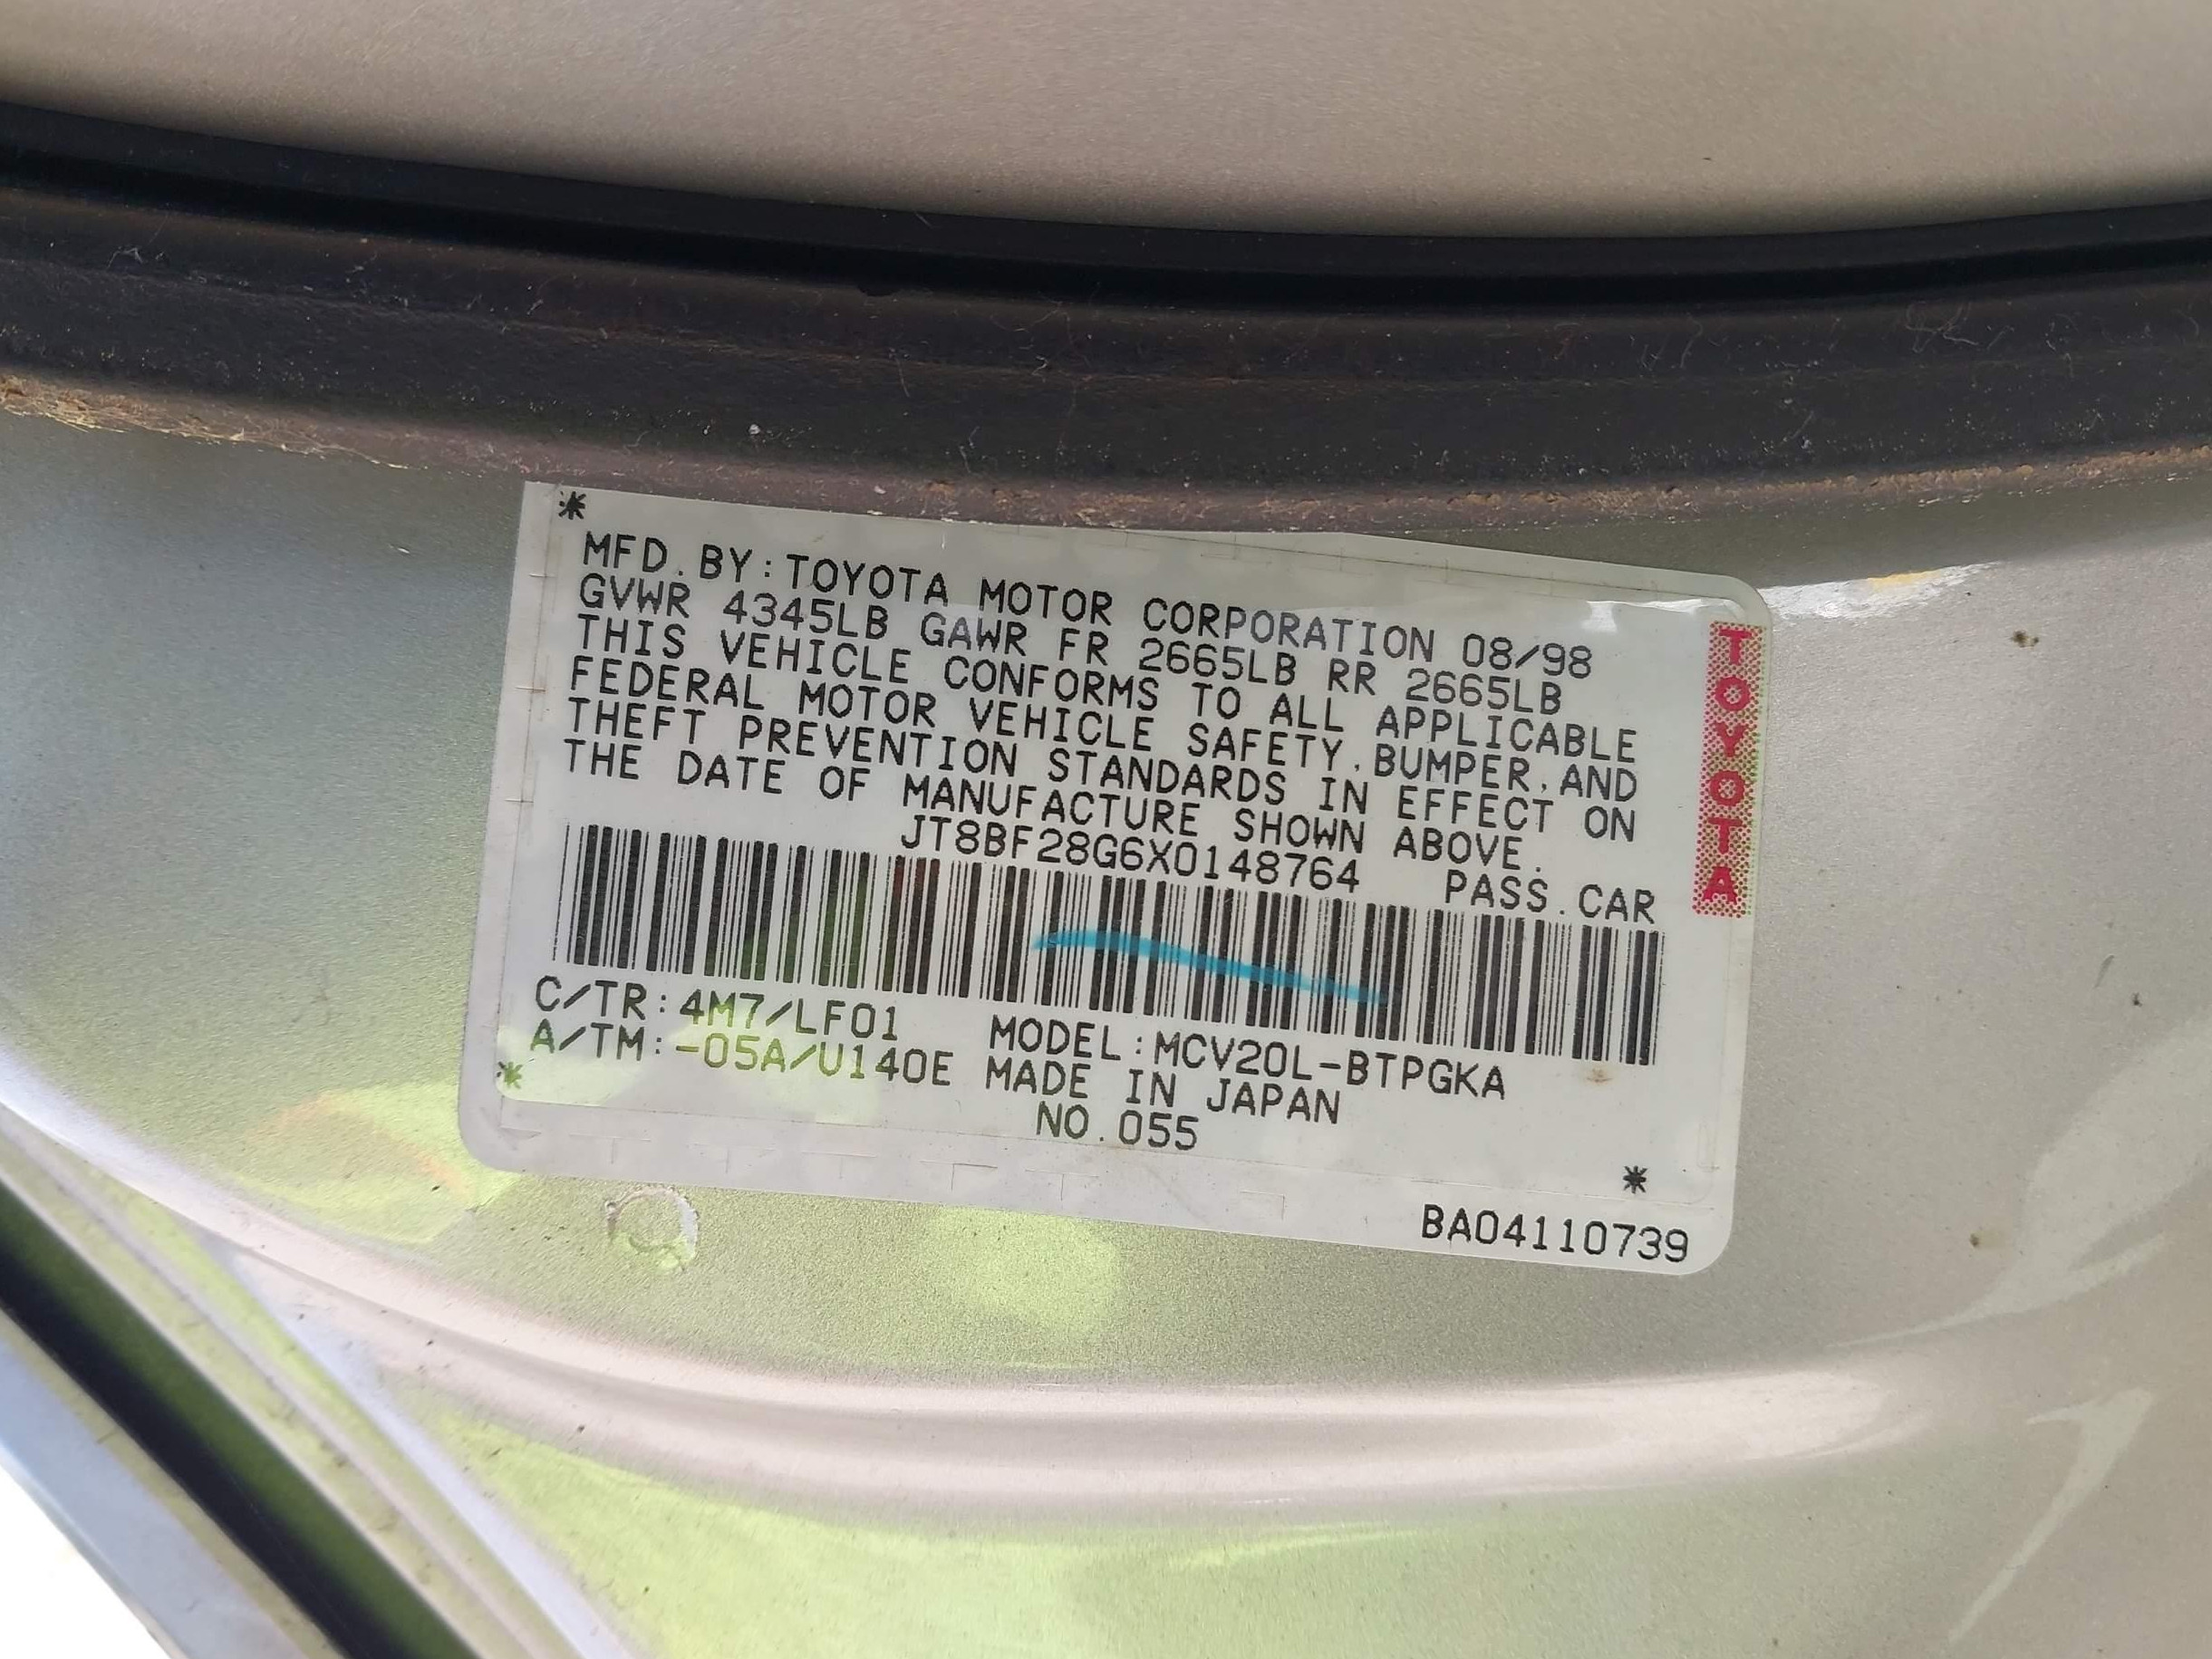 MFD.BY:TOYOTA MOTOR CORPORATION 08/98
GVWR 4345LB GAWR FR 2665LB RR 2665LB
THIS VEHICLE CONFORMS TO ALL APPLICABLE
FEDERAL MOTOR VEHICLE SAFETY,BUMPER,AND
THEFT PREVENTION STANDARDS IN EFFECT ON
THE DATE OF MANUFACTURE SHOWN ABOVE.
JT8BF28G6X0148764 PASS.CAR
C/TR:4M7/LF01 MODEL:MCV20L-BTPGKA
A/TM:-05A/U140E MADE IN JAPAN
NO.055
BA04110739
TOYOTA